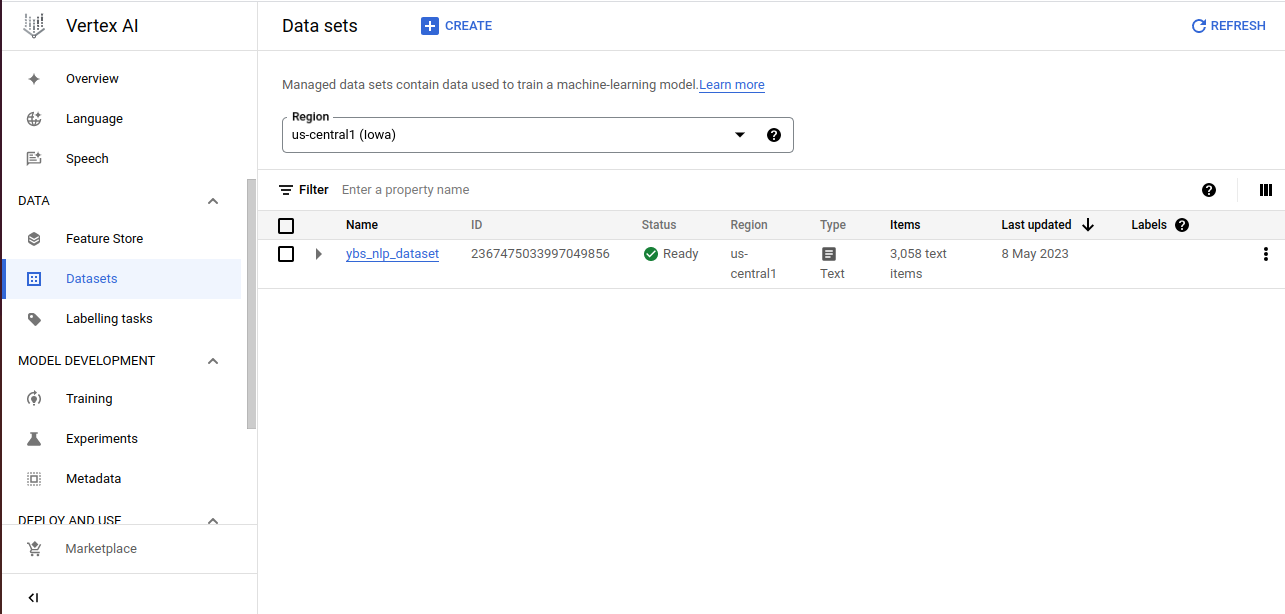 Vertex AI
Data sets
CREATE
REFRESH
Overview
Language
Speech
DATA
Feature Store
Datasets
Labelling tasks
MODEL DEVELOPMENT
Training
Experiments
Metadata
DEPLOY AND USE
Marketplace
Managed data sets contain data used to train a machine-learning model. Learn more
Region
us-central1 (Iowa)
Filter Enter a property name
Name ID Status Region Type Items Last updated Labels
ybs_nlp_dataset 2367475033997049856 Ready us- Text 3,058 text 8 May 2023
central1 items